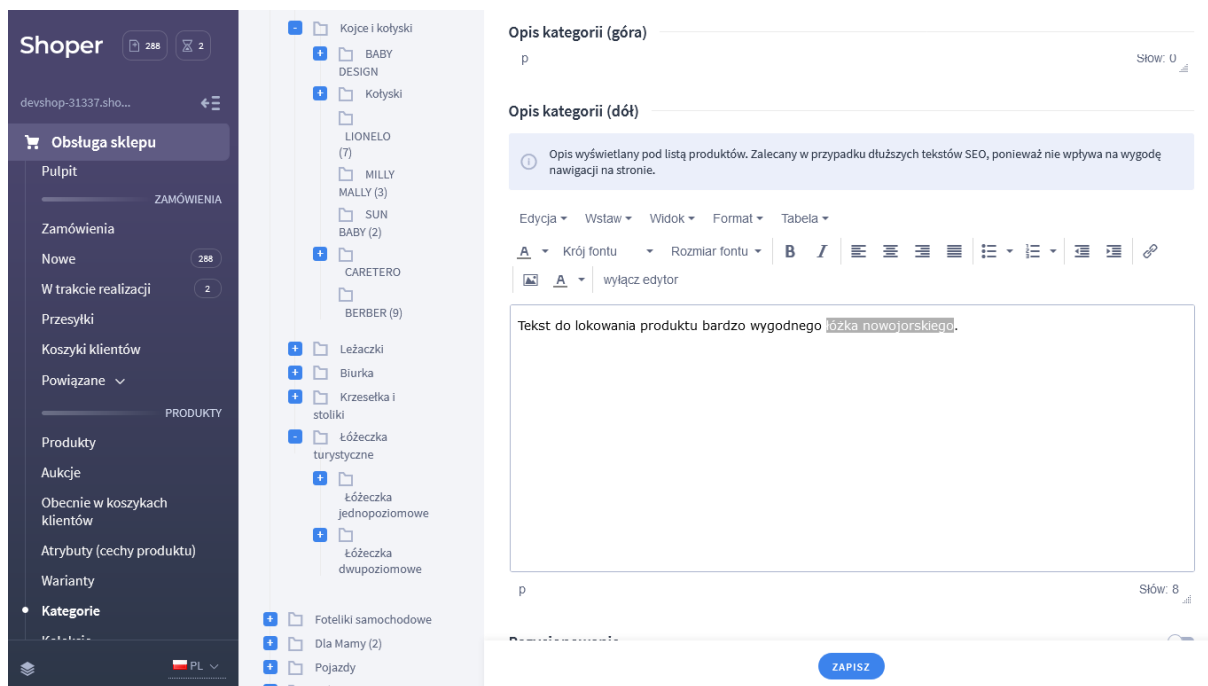 Shoper
288
2
devshop-31337.sho...
Obsługa sklepu
Pulpit
ZAMÓWIENIA
Zamówienia
Nowe
288
W trakcie realizacji
2
Przesyłki
Koszyki klientów
Powiązane
PRODUKTY
Produkty
Aukcje
Obecnie w koszykach
klientów
Atrybuty (cechy produktu)
Warianty
Kategorie
Kolekcje
PL
Kojce i kołyski
BABY
DESIGN
Kołyski
LIONELO
(7)
MILLY
MALLY (3)
SUN
BABY (2)
CARETERO
BERBER (9)
Leżaczki
Biurka
Krzesełka i
stoliki
Łóżeczka
turystyczne
Łóżeczka
jednopoziomowe
Łóżeczka
dwupoziomowe
Foteliki samochodowe
Dla Mamy (2)
Pojazdy
Opis kategorii (góra)
p
Słów: 0
Opis kategorii (dół)
Opis wyświetlany pod listą produktów. Zalecany w przypadku dłuższych tekstów SEO, ponieważ nie wpływa na wygodę
nawigacji na stronie.
Edycja Wstaw Widok Format Tabela
A Krój fontu Rozmiar fontu B I
A wyłącz edytor
Tekst do lokowania produktu bardzo wygodnego łóżka nowojorskiego.
p
Słów: 8
Pozycjonowanie
ZAPISZ